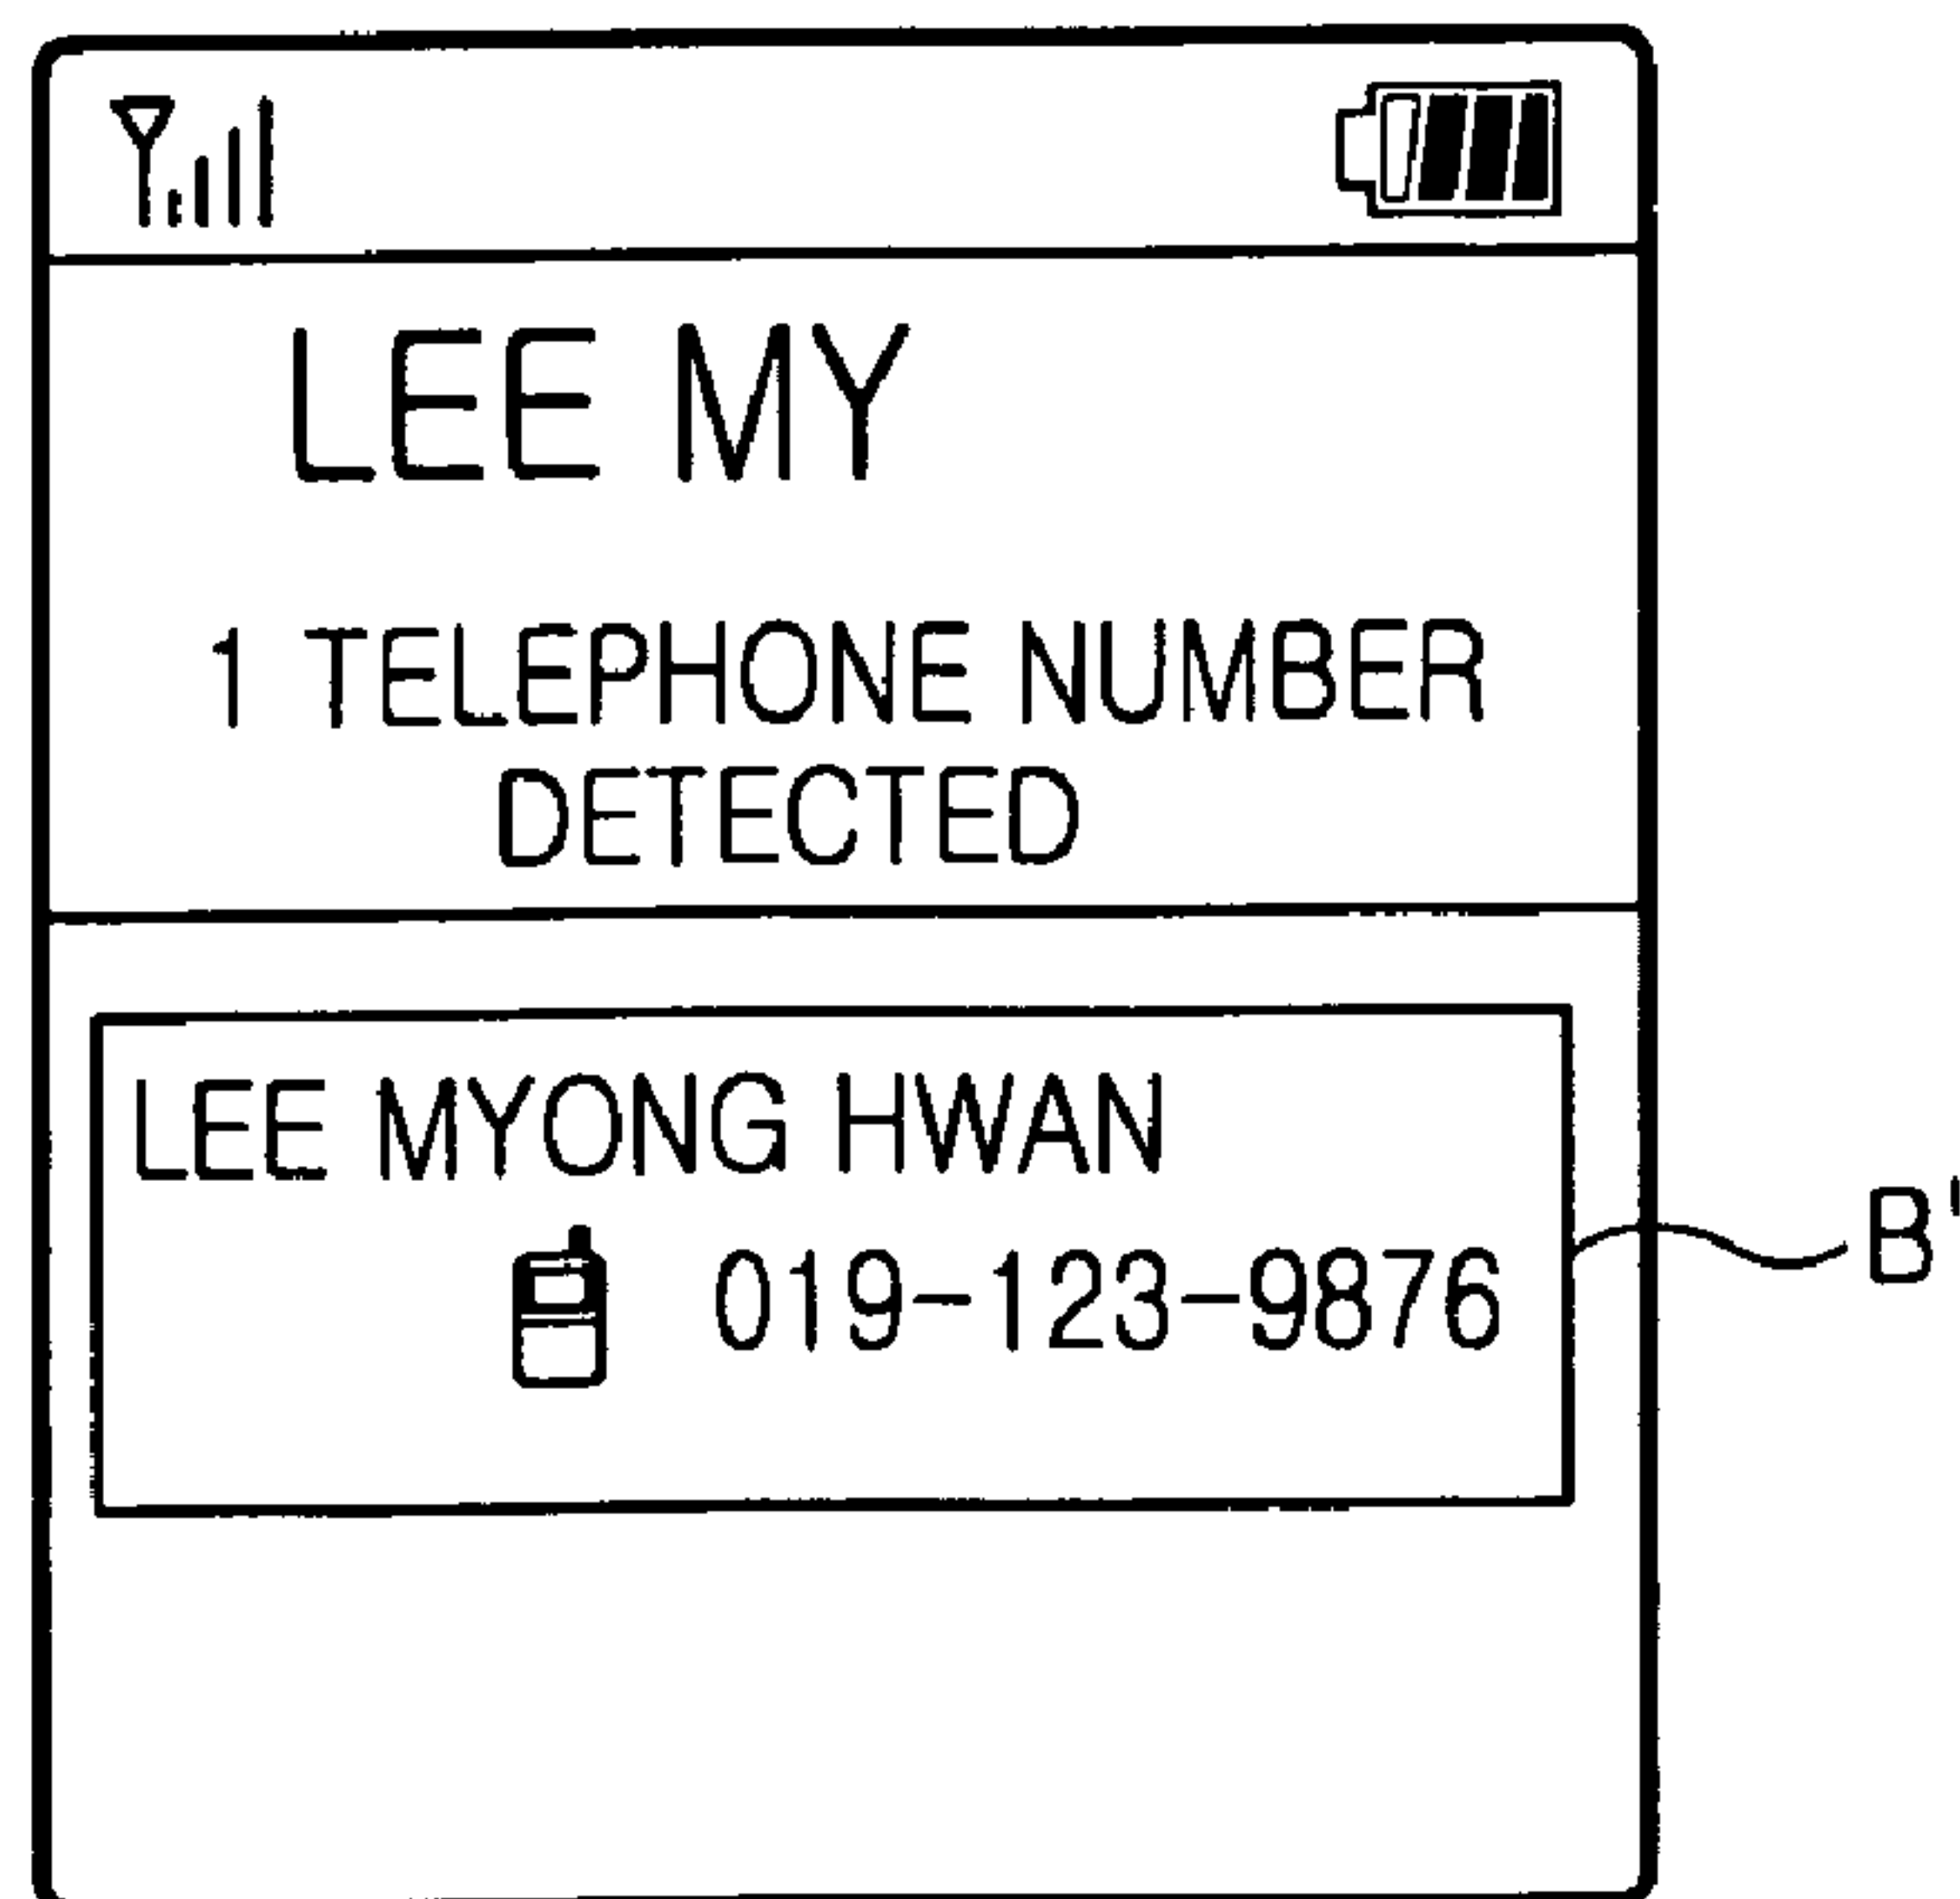 LEE MY
1 TELEPHONE NUMBER
DETECTED
LEE MYONG HWAN
019-123-9876
B'